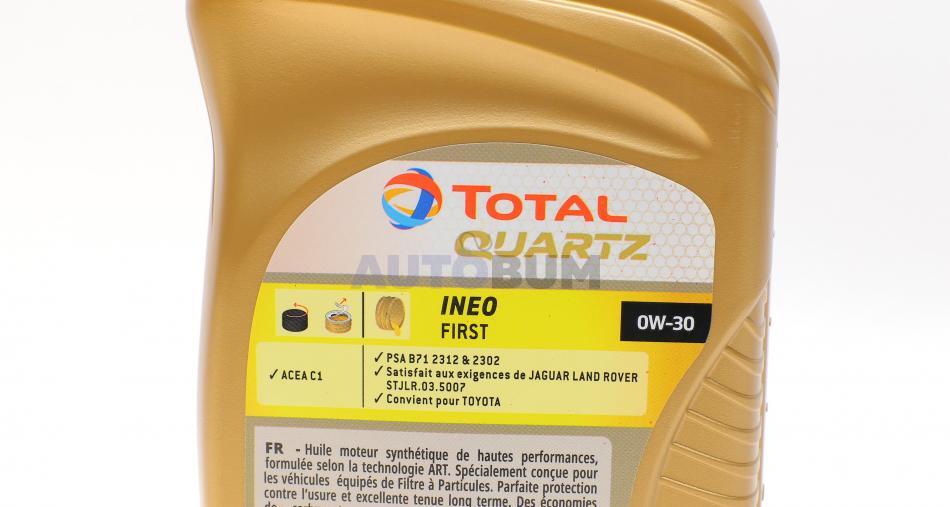 TOTAL
QUARTZ
AUTOBUM
INEO
FIRST
0W-30
✓ ACEA C1
✓ PSA B71 2312 & 2302
✓ Satisfait aux exigences de JAGUAR LAND ROVER
STJLR.03.5007
✓ Convient pour TOYOTA
FR - Huile moteur synthétique de hautes performances,
formulée selon la technologie ART. Spécialement conçue pour
les véhicules équipés de Filtre à Particules. Parfaite protection
contre l'usure et excellente tenue long terme. Des économies